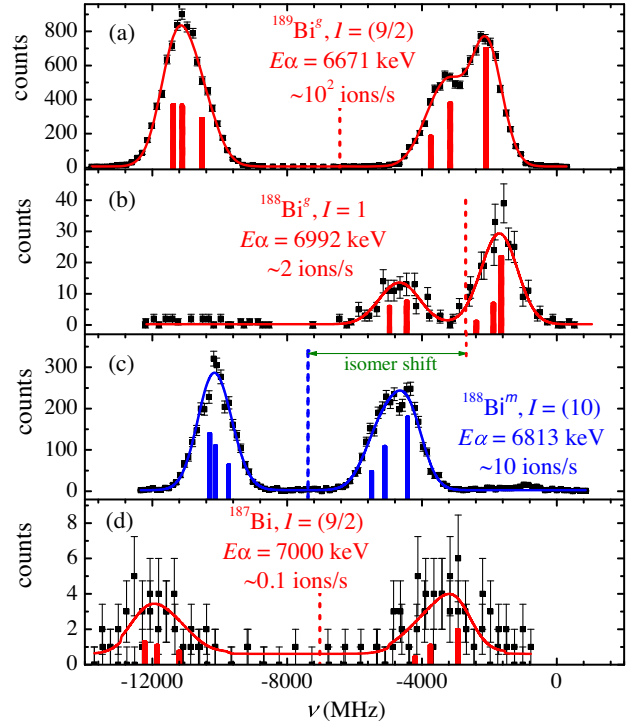 (a)
¹⁸⁹Biᵍ, I = (9/2)
Eα = 6671 keV
~10² ions/s
counts
800
600
400
200
0
(b)
¹⁸⁸Biᵍ, I = 1
Eα = 6992 keV
~2 ions/s
counts
40
30
20
10
0
(c)
isomer shift
¹⁸⁸Biᵐ, I = (10)
Eα = 6813 keV
~10 ions/s
counts
300
200
100
0
(d)
¹⁸⁷Bi, I = (9/2)
Eα = 7000 keV
~0.1 ions/s
counts
8
6
4
2
0
-12000 -8000 -4000 0
ν (MHz)